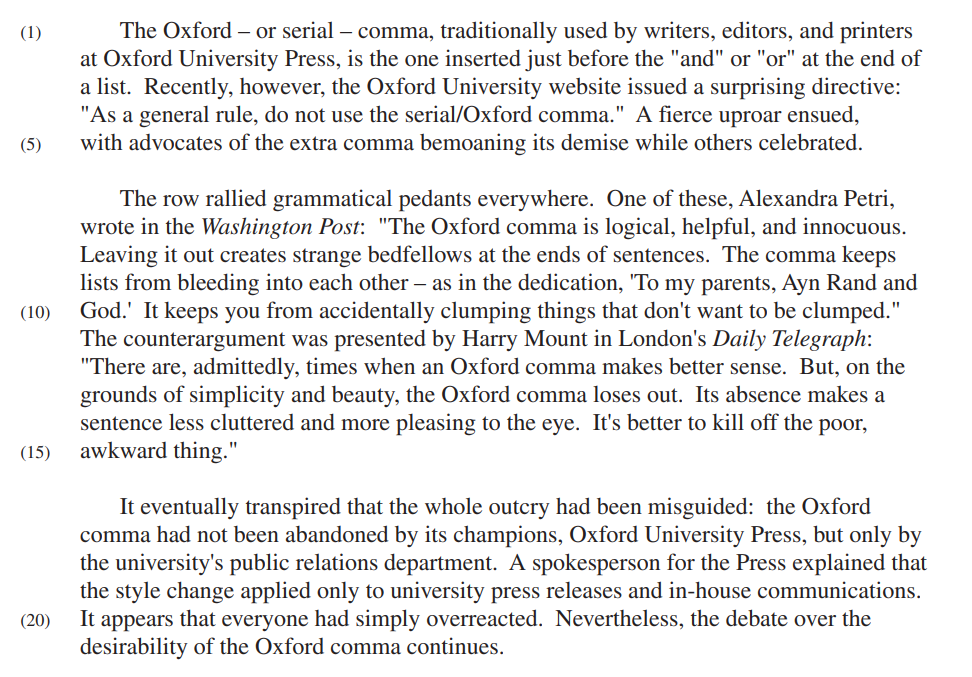 (1) The Oxford – or serial – comma, traditionally used by writers, editors, and printers
at Oxford University Press, is the one inserted just before the "and" or "or" at the end of
a list.  Recently, however, the Oxford University website issued a surprising directive:
"As a general rule, do not use the serial/Oxford comma."  A fierce uproar ensued,
(5) with advocates of the extra comma bemoaning its demise while others celebrated.
The row rallied grammatical pedants everywhere.  One of these, Alexandra Petri,
wrote in the Washington Post:  "The Oxford comma is logical, helpful, and innocuous.
Leaving it out creates strange bedfellows at the ends of sentences.  The comma keeps
lists from bleeding into each other – as in the dedication, 'To my parents, Ayn Rand and
(10) God.'  It keeps you from accidentally clumping things that don't want to be clumped."
The counterargument was presented by Harry Mount in London's Daily Telegraph:
"There are, admittedly, times when an Oxford comma makes better sense.  But, on the
grounds of simplicity and beauty, the Oxford comma loses out.  Its absence makes a
sentence less cluttered and more pleasing to the eye.  It's better to kill off the poor,
(15) awkward thing."
It eventually transpired that the whole outcry had been misguided:  the Oxford
comma had not been abandoned by its champions, Oxford University Press, but only by
the university's public relations department.  A spokesperson for the Press explained that
the style change applied only to university press releases and in-house communications.
(20) It appears that everyone had simply overreacted.  Nevertheless, the debate over the
desirability of the Oxford comma continues.